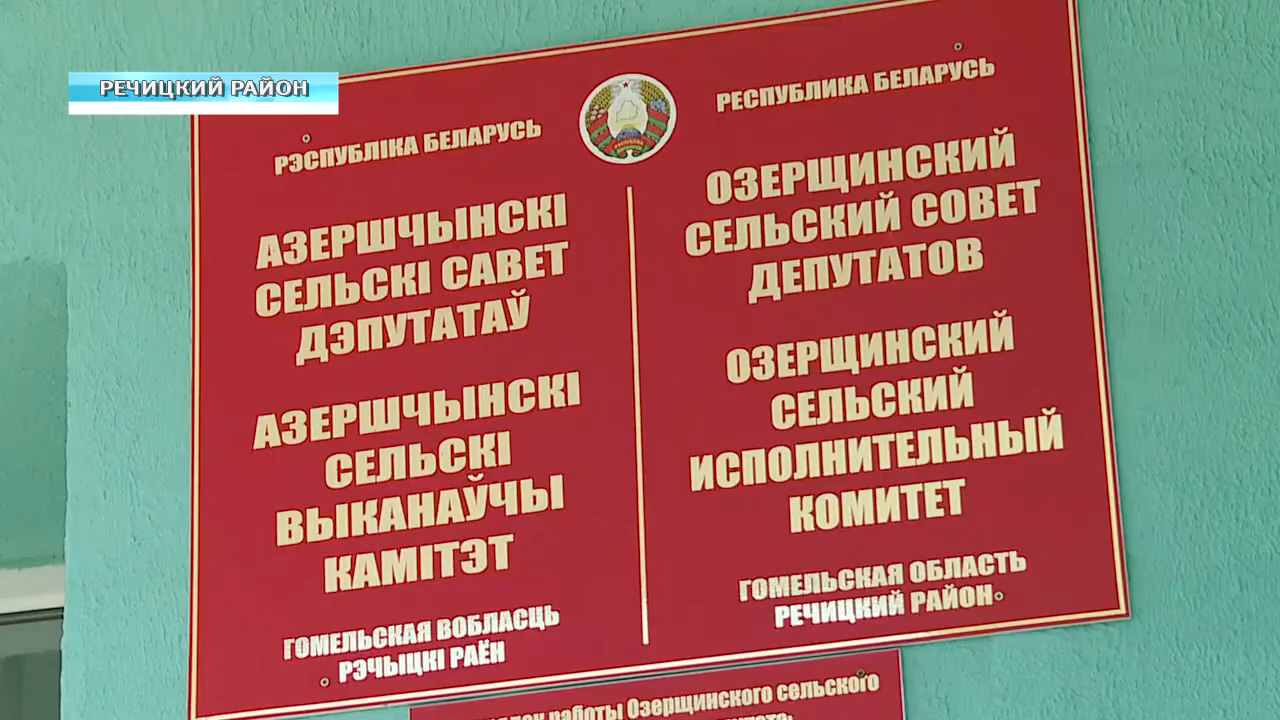 РЕЧИЦКИЙ РАЙОН
РЭСПУБЛІКА БЕЛАРУСЬ
АЗЕРШЧЫНСКІ
СЕЛЬСКІ САВЕТ
ДЭПУТАТАЎ
АЗЕРШЧЫНСКІ
СЕЛЬСКІ
ВЫКАНАЎЧЫ
КАМІТЭТ
ГОМЕЛЬСКАЯ ВОБЛАСЦЬ
РЭЧЫЦКІ РАЁН
РЕСПУБЛИКА БЕЛАРУСЬ
ОЗЕРЩИНСКИЙ
СЕЛЬСКИЙ СОВЕТ
ДЕПУТАТОВ
ОЗЕРЩИНСКИЙ
СЕЛЬСКИЙ
ИСПОЛНИТЕЛЬНЫЙ
КОМИТЕТ
ГОМЕЛЬСКАЯ ОБЛАСТЬ
РЕЧИЦКИЙ РАЙОН
работы Озерщинского сельского